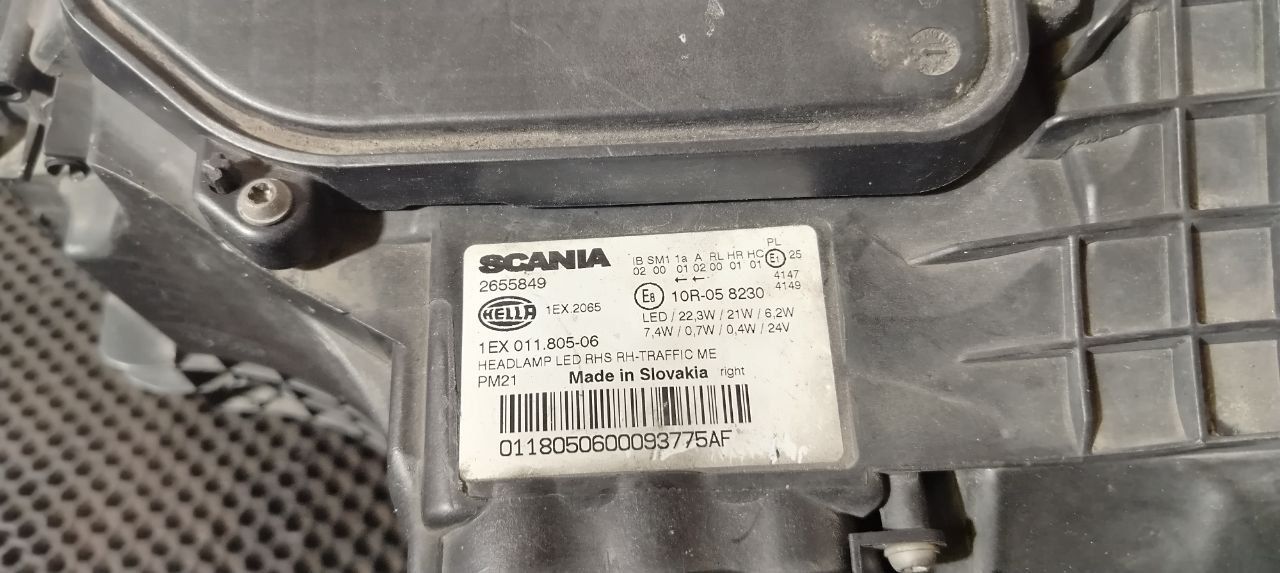 SCANIA
2655849
HELLA 1EX.2065
1EX 011.805-06
HEADLAMP LED RHS RH-TRAFFIC ME
PM21 Made in Slovakia right
0118050600093775AF
PL
IB SM1 1a A RL HR HC E1 25
02 00 01 02 00 01 01
← ← 4147
4149
E8 10R-05 8230
LED / 22,3W / 21W / 6,2W
7,4W / 0,7W / 0,4W / 24V